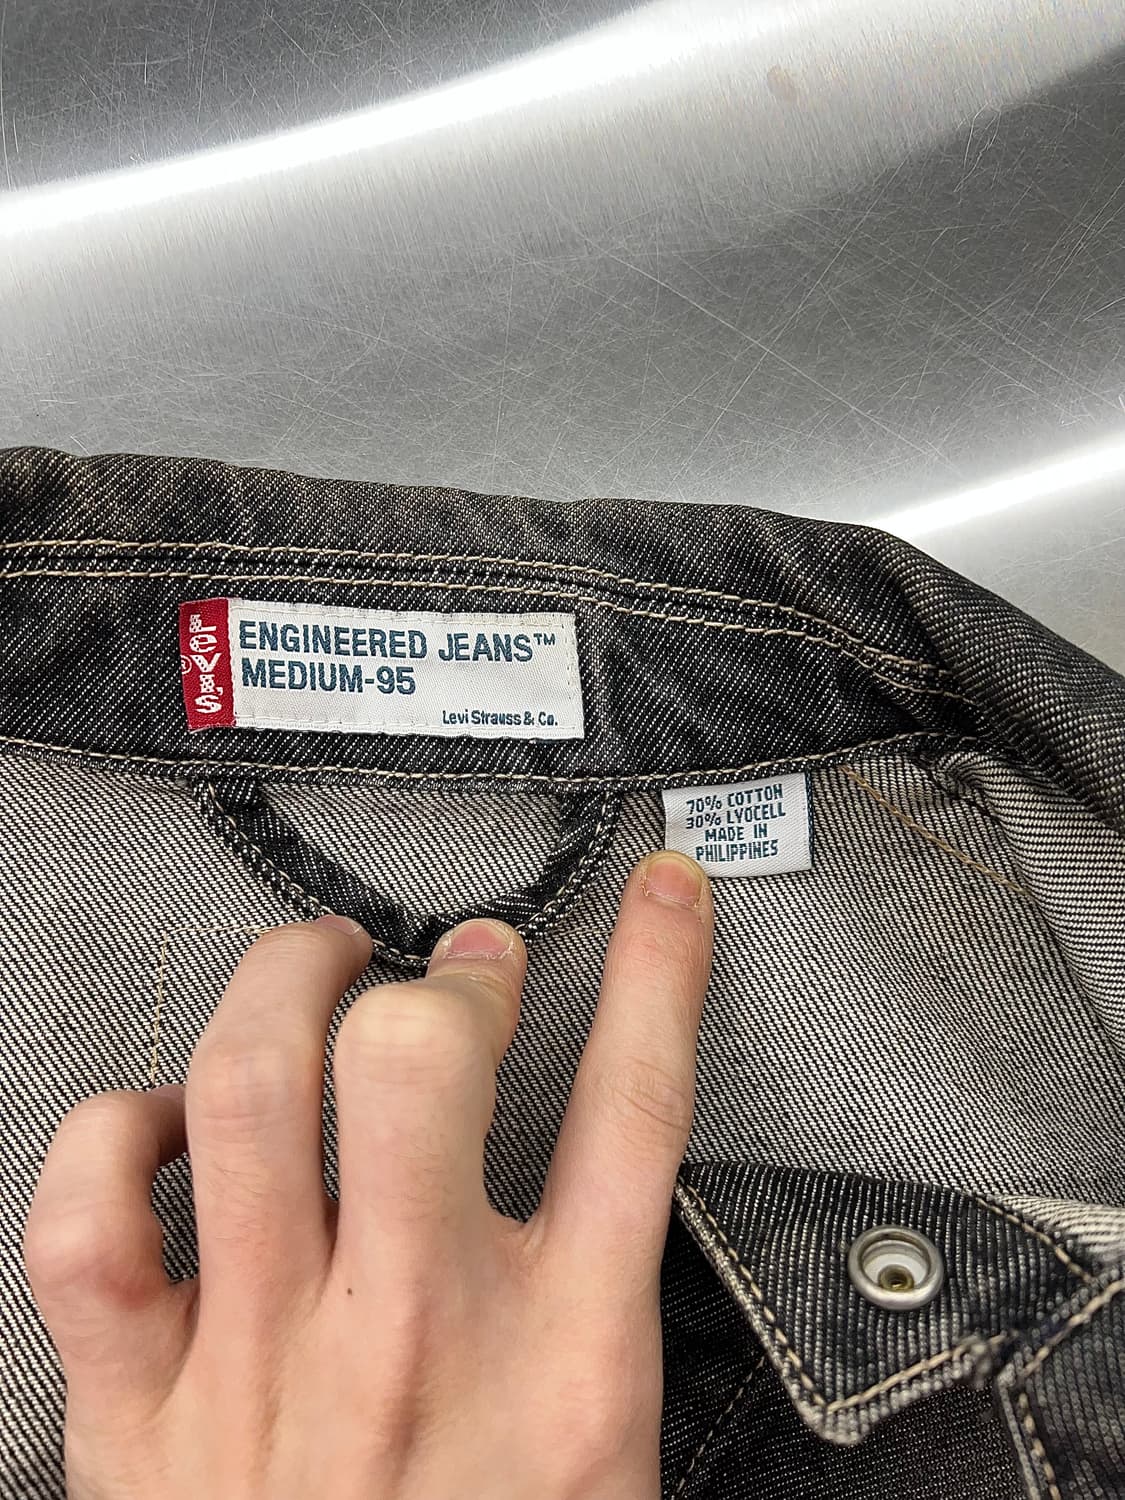 LEVI'S
®
ENGINEERED JEANS™
MEDIUM-95
Levi Strauss & Co.
70% COTTON
30% LYOCELL
MADE IN
PHILIPPINES